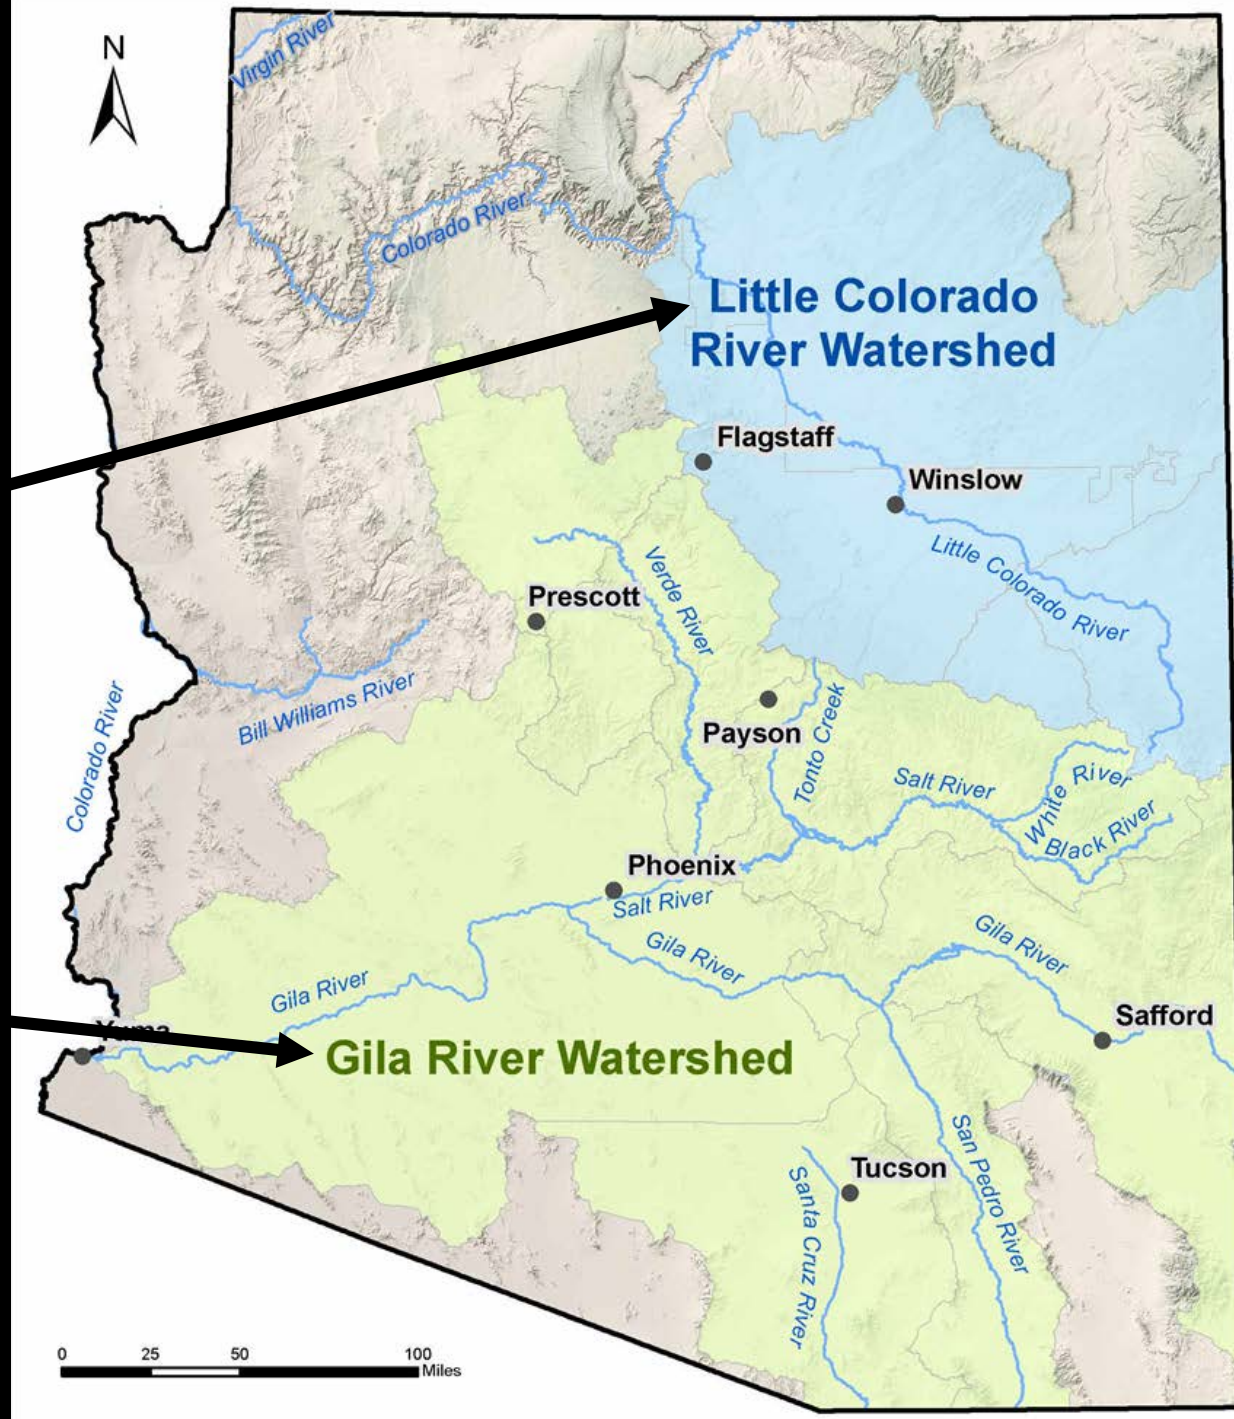 N
Virgin River
Colorado River
Little Colorado
River Watershed
Flagstaff
Winslow
Little Colorado River
Verde River
Prescott
Bill Williams River
Colorado River
Payson
Tonto Creek
Salt River
White River
Black River
Phoenix
Salt River
Gila River
Gila River
Gila River
Yuma
Safford
Gila River Watershed
San Pedro River
Tucson
Santa Cruz River
0 25 50 100
Miles